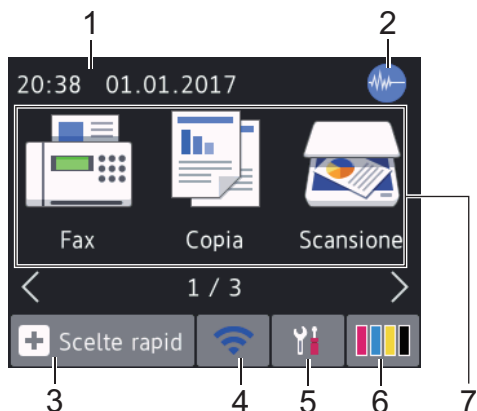 1 2
20:38 01.01.2017
Fax Copia Scansione
1 / 3
Scelte rapid
3 4 5 6 7